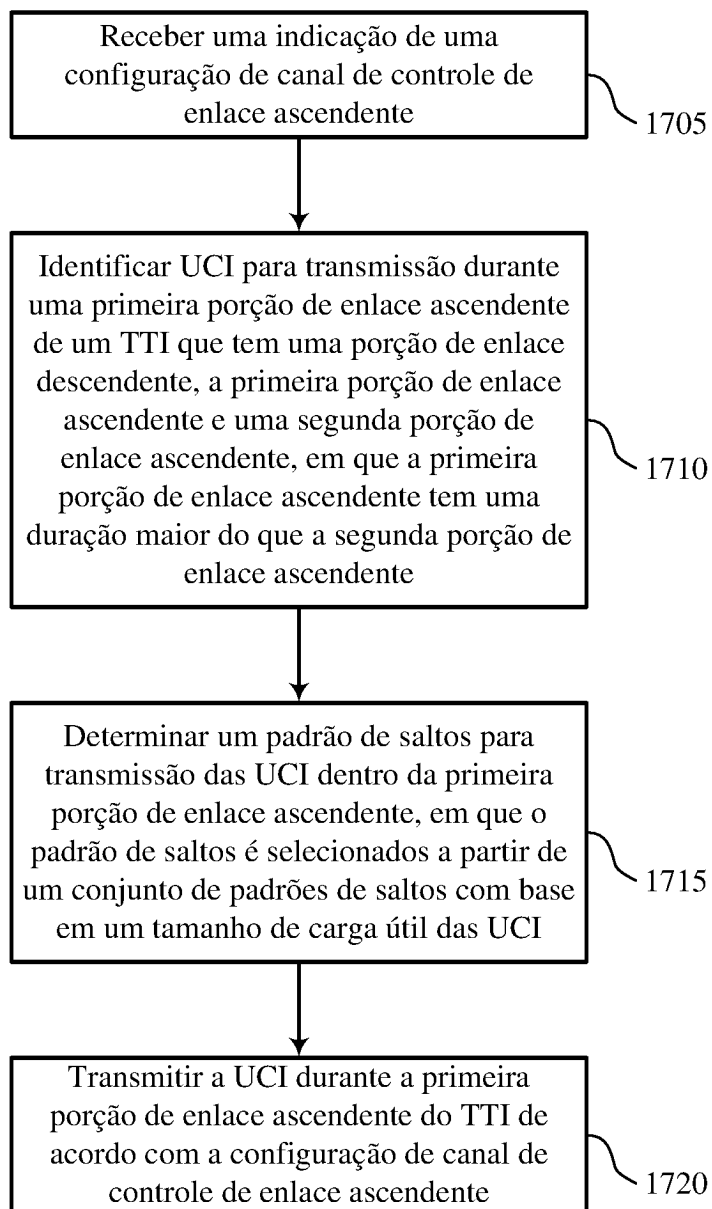 Receber uma indicação de uma
configuração de canal de controle de
enlace ascendente
1705
Identificar UCI para transmissão durante
uma primeira porção de enlace ascendente
de um TTI que tem uma porção de enlace
descendente, a primeira porção de enlace
ascendente e uma segunda porção de
enlace ascendente, em que a primeira
porção de enlace ascendente tem uma
duração maior do que a segunda porção de
enlace ascendente
1710
Determinar um padrão de saltos para
transmissão das UCI dentro da primeira
porção de enlace ascendente, em que o
padrão de saltos é selecionados a partir de
um conjunto de padrões de saltos com base
em um tamanho de carga útil das UCI
1715
Transmitir a UCI durante a primeira
porção de enlace ascendente do TTI de
acordo com a configuração de canal de
controle de enlace ascendente
1720